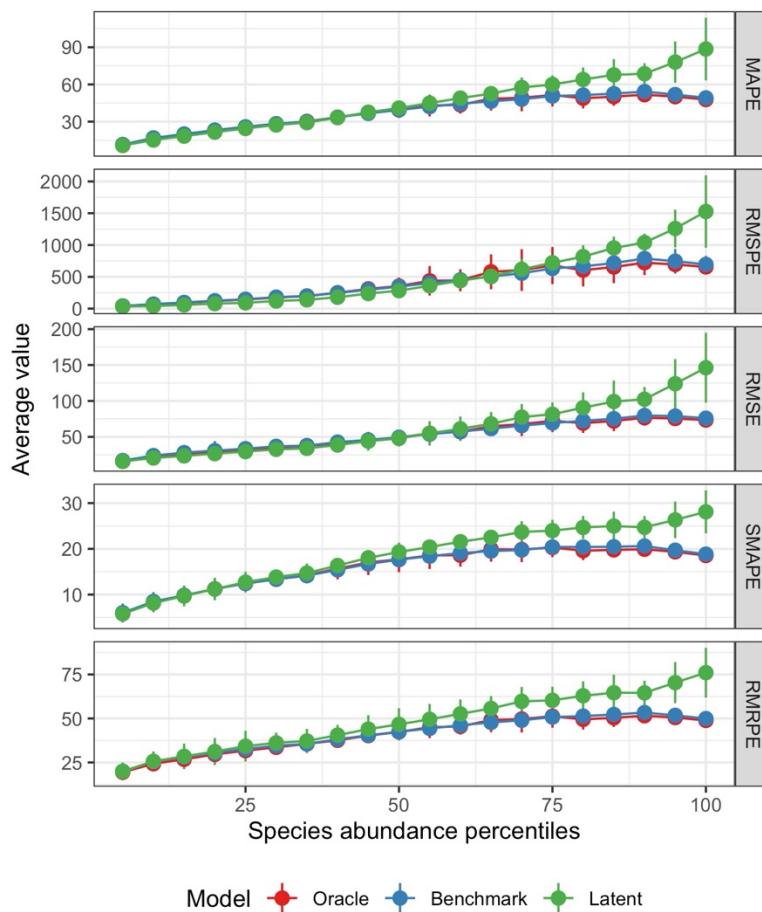 90
60
30
MAPE
2000
1500
1000
500
0
RMSPE
200
150
100
50
RMSE
30
20
10
SMAPE
75
50
25
RMRPE
Average value
25 50 75 100
Species abundance percentiles
Model Oracle Benchmark Latent